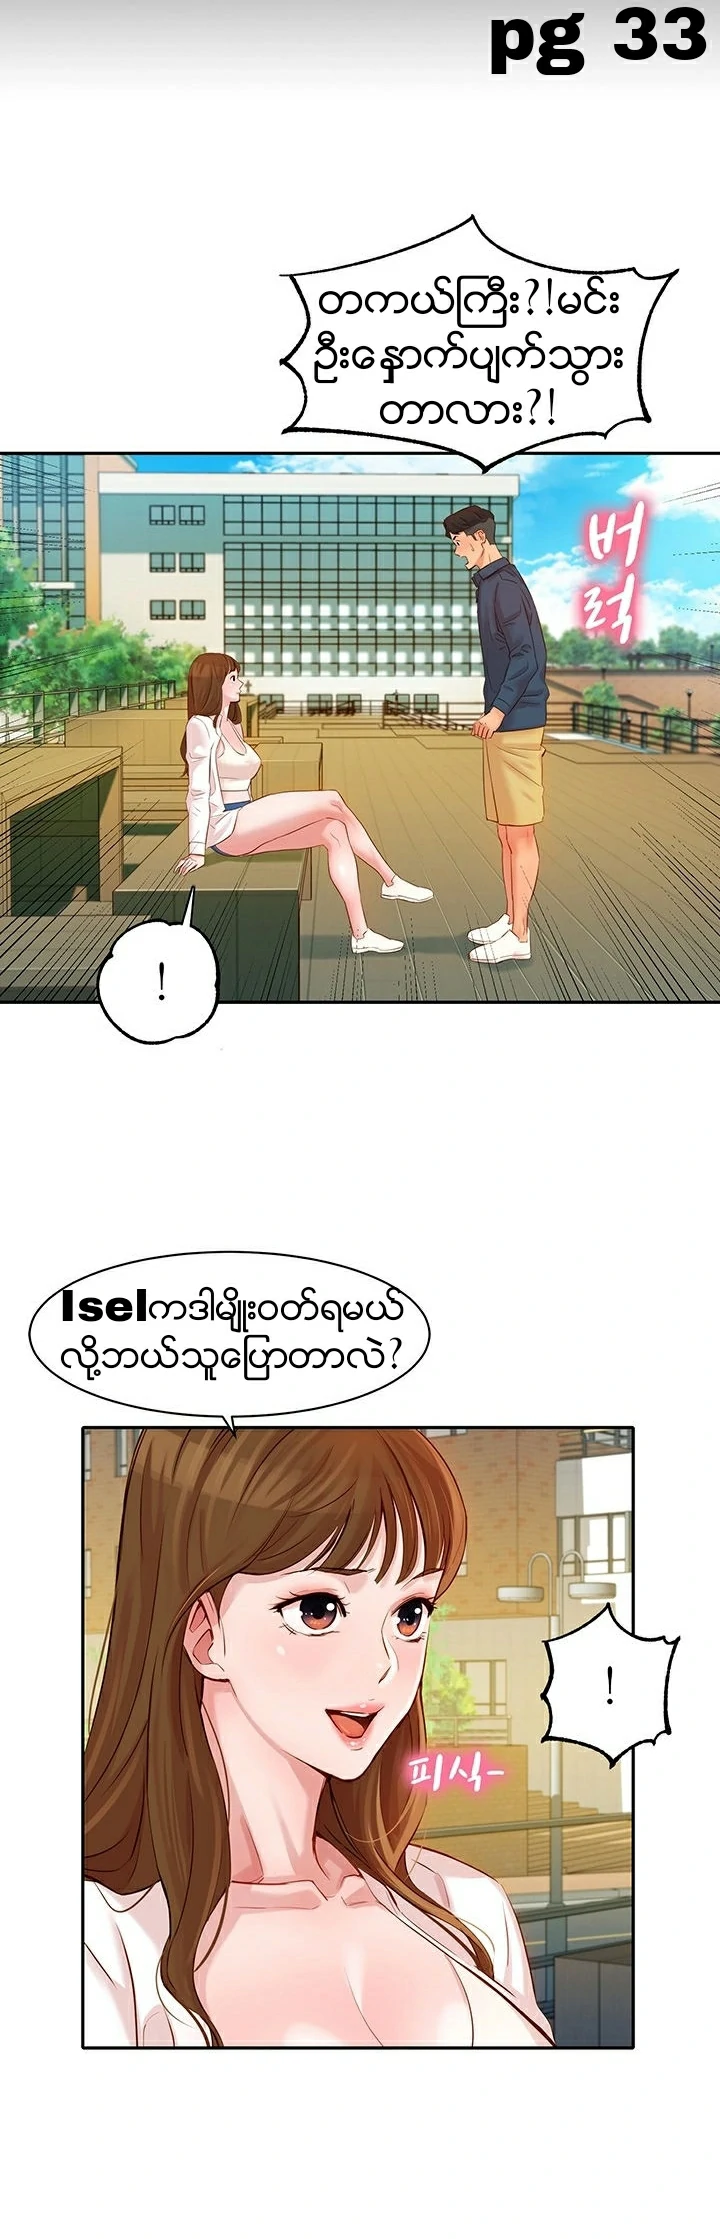 pg 33
တကယ်ကြီး?!မင်း
ဦးနှောက်ပျက်သွား
တာလား?!
버
럭
!
Iselကဒါမျိုးဝတ်ရမယ်
လို့ဘယ်သူပြောတာလဲ?
!
피식-